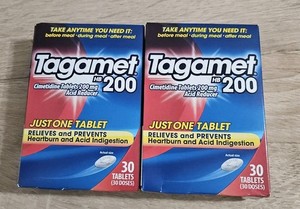 TAKE ANYTIME YOU NEED IT:
before meal · during meal · after meal
Tagamet
HB
200
Cimetidine Tablets 200 mg
Acid Reducer
JUST ONE TABLET
RELIEVES and PREVENTS
Heartburn and Acid Indigestion
30
TABLETS
(30 DOSES)
TAKE ANYTIME YOU NEED IT:
before meal · during meal · after meal
Tagamet
HB
200
Cimetidine Tablets 200 mg
Acid Reducer
JUST ONE TABLET
RELIEVES and PREVENTS
Heartburn and Acid Indigestion
Actual size
30
TABLETS
(30 DOSES)